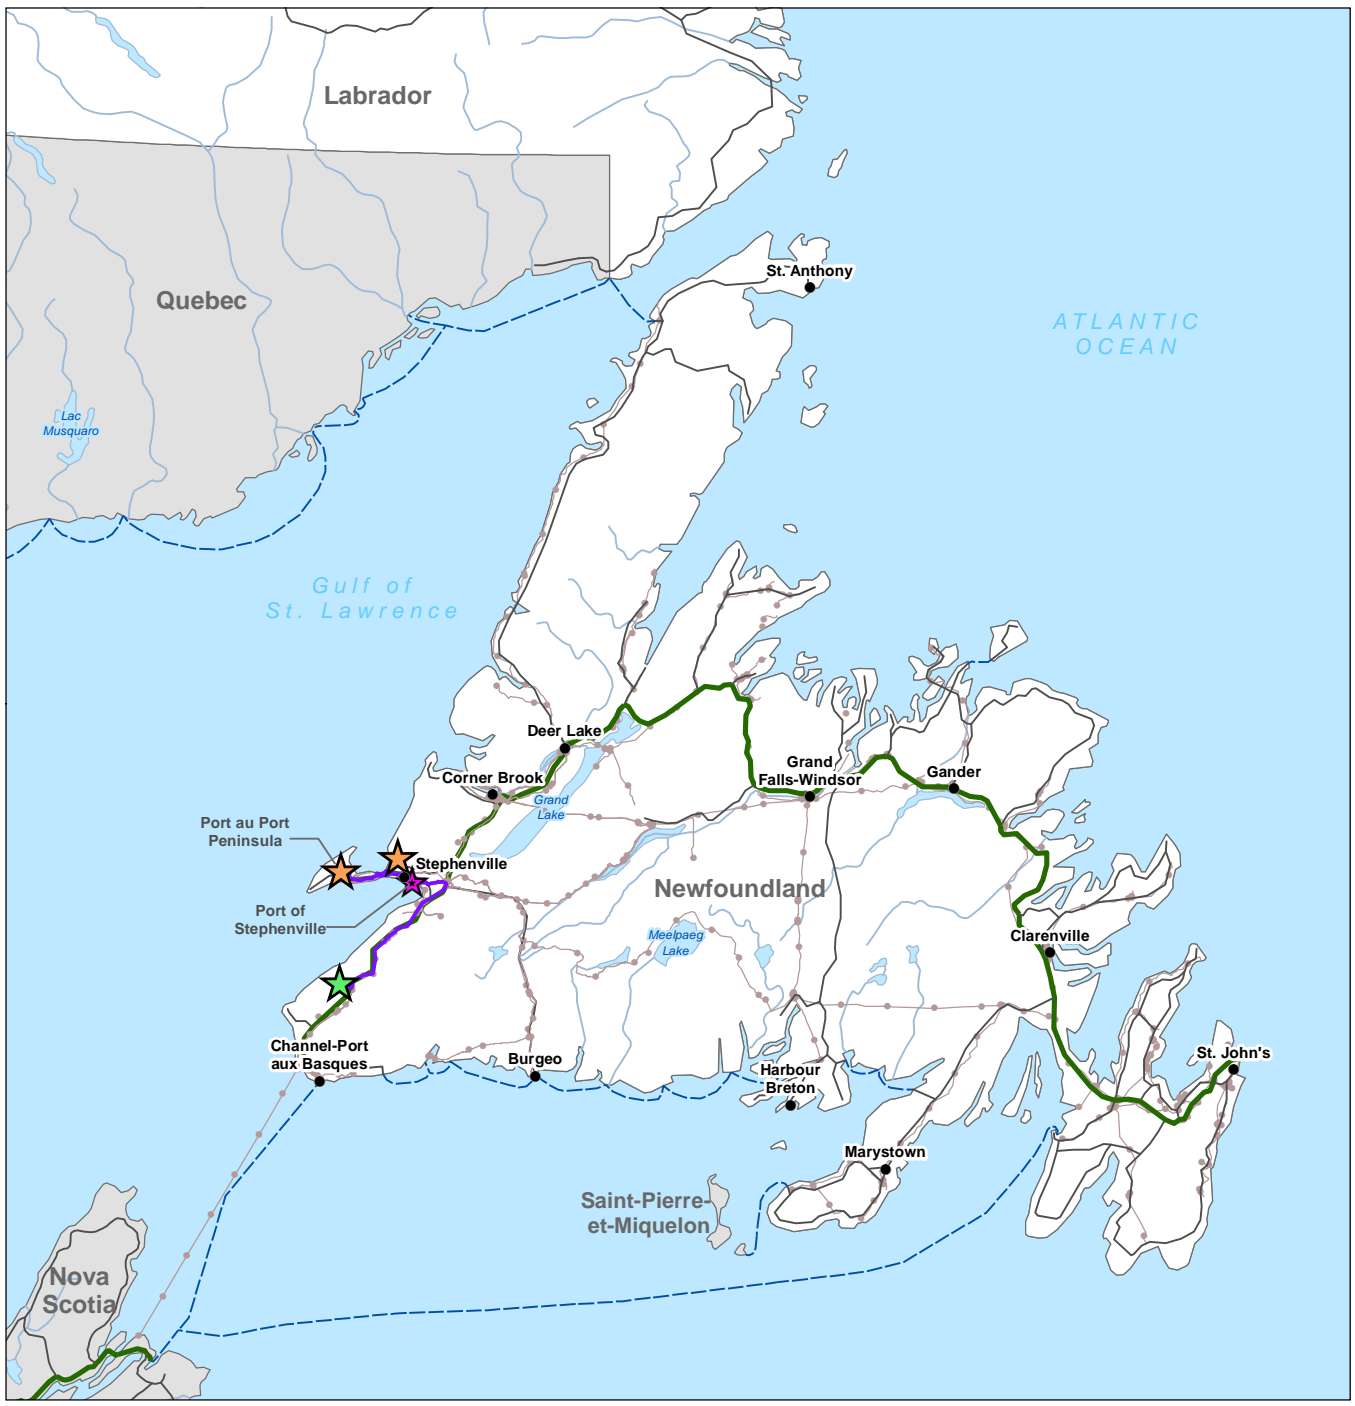 Labrador
St. Anthony
Quebec
ATLANTIC
OCEAN
Lac
Musquaro
Gulf of
St. Lawrence
Deer Lake
Corner Brook
Grand
Falls-Windsor
Gander
Grand
Lake
Port au Port
Peninsula
Stephenville
Newfoundland
Port of
Stephenville
Meelpaeg
Lake
Clarenville
Channel-Port
aux Basques
Burgeo
Harbour
Breton
St. John's
Marystown
Saint-Pierre-
et-Miquelon
Nova
Scotia